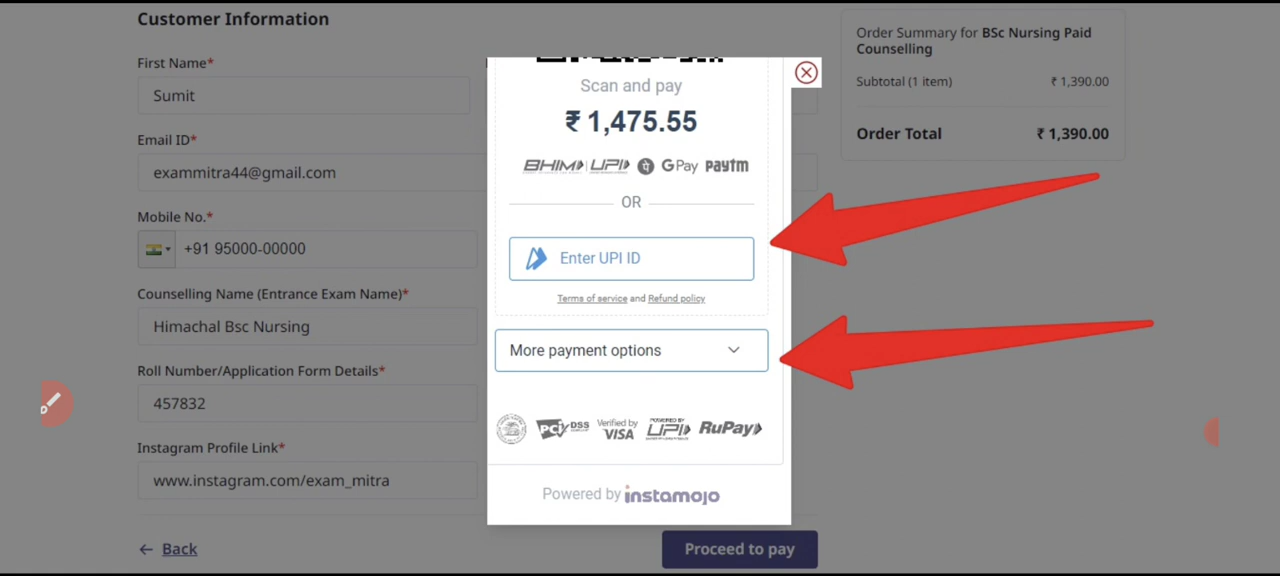 Customer Information
First Name*
Sumit
Email ID*
exammitra44@gmail.com
Mobile No.*
+91 95000-00000
Counselling Name (Entrance Exam Name)*
Himachal Bsc Nursing
Roll Number/Application Form Details*
457832
Instagram Profile Link*
www.instagram.com/exam_mitra
Back
Proceed to pay
Scan and pay
₹ 1,475.55
BHIM UPI GPay paytm
OR
Enter UPI ID
Terms of service and Refund policy
More payment options
PCI DSS
Verified by
VISA
POWERED BY
UPI
RuPay
Powered by instamojo
Order Summary for BSc Nursing Paid
Counselling
Subtotal (1 item) ₹ 1,390.00
Order Total ₹ 1,390.00